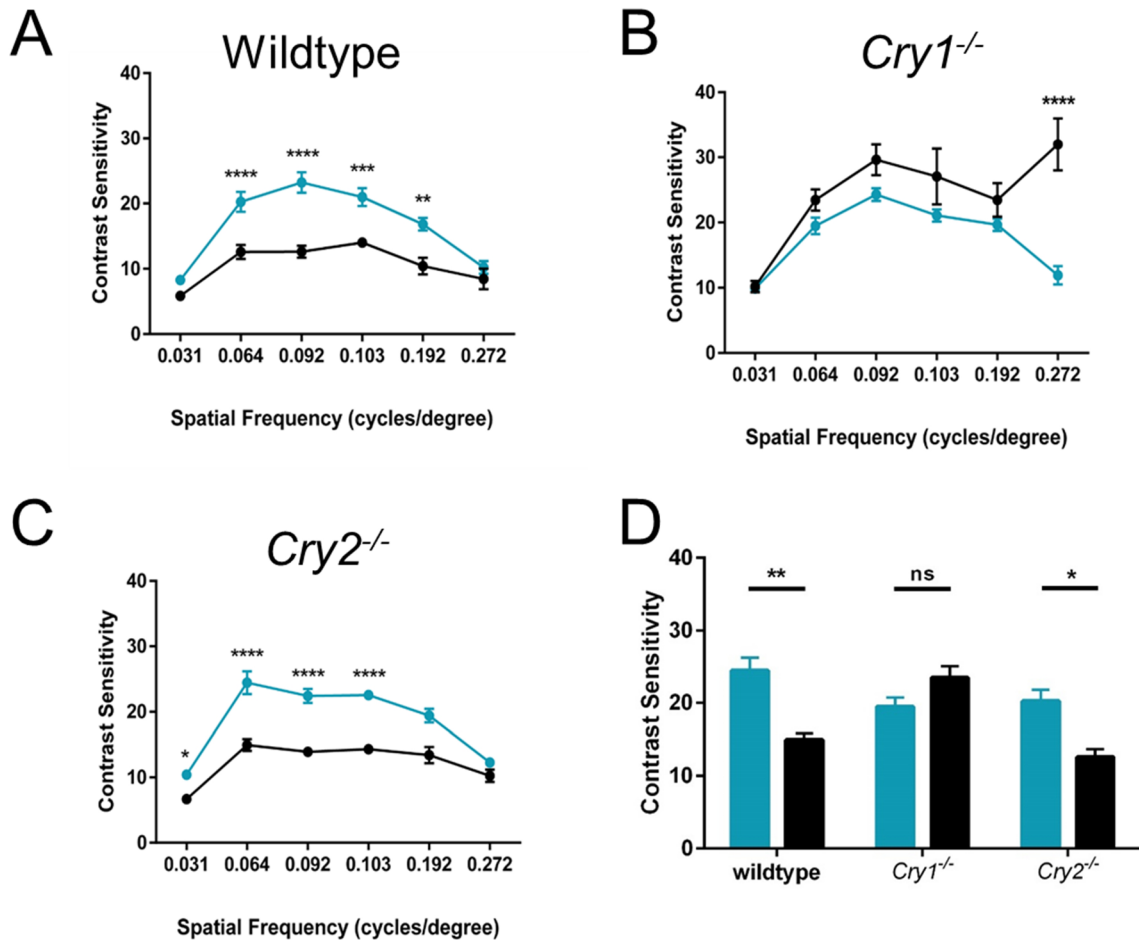 A
Wildtype
Contrast Sensitivity
40
30
20
10
0
****
****
***
**
0.031 0.064 0.092 0.103 0.192 0.272
Spatial Frequency (cycles/degree)
B
Cry1-/-
Contrast Sensitivity
40
30
20
10
0
****
0.031 0.064 0.092 0.103 0.192 0.272
Spatial Frequency (cycles/degree)
C
Cry2-/-
Contrast Sensitivity
40
30
20
10
0
*
****
****
****
0.031 0.064 0.092 0.103 0.192 0.272
Spatial Frequency (cycles/degree)
D
Contrast Sensitivity
40
30
20
10
0
**
ns
*
wildtype Cry1-/- Cry2-/-